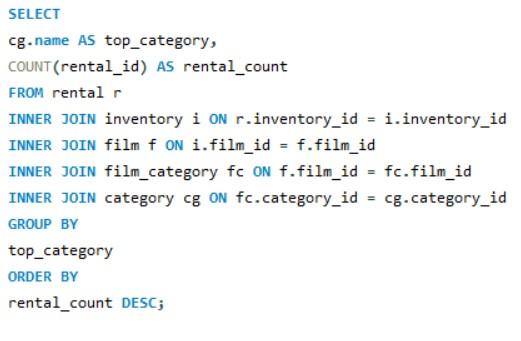 SELECT
cg.name AS top_category,
COUNT(rental_id) AS rental_count
FROM rental r
INNER JOIN inventory i ON r.inventory_id = i.inventory_id
INNER JOIN film f ON i.film_id = f.film_id
INNER JOIN film_category fc ON f.film_id = fc.film_id
INNER JOIN category cg ON fc.category_id = cg.category_id
GROUP BY
top_category
ORDER BY
rental_count DESC;